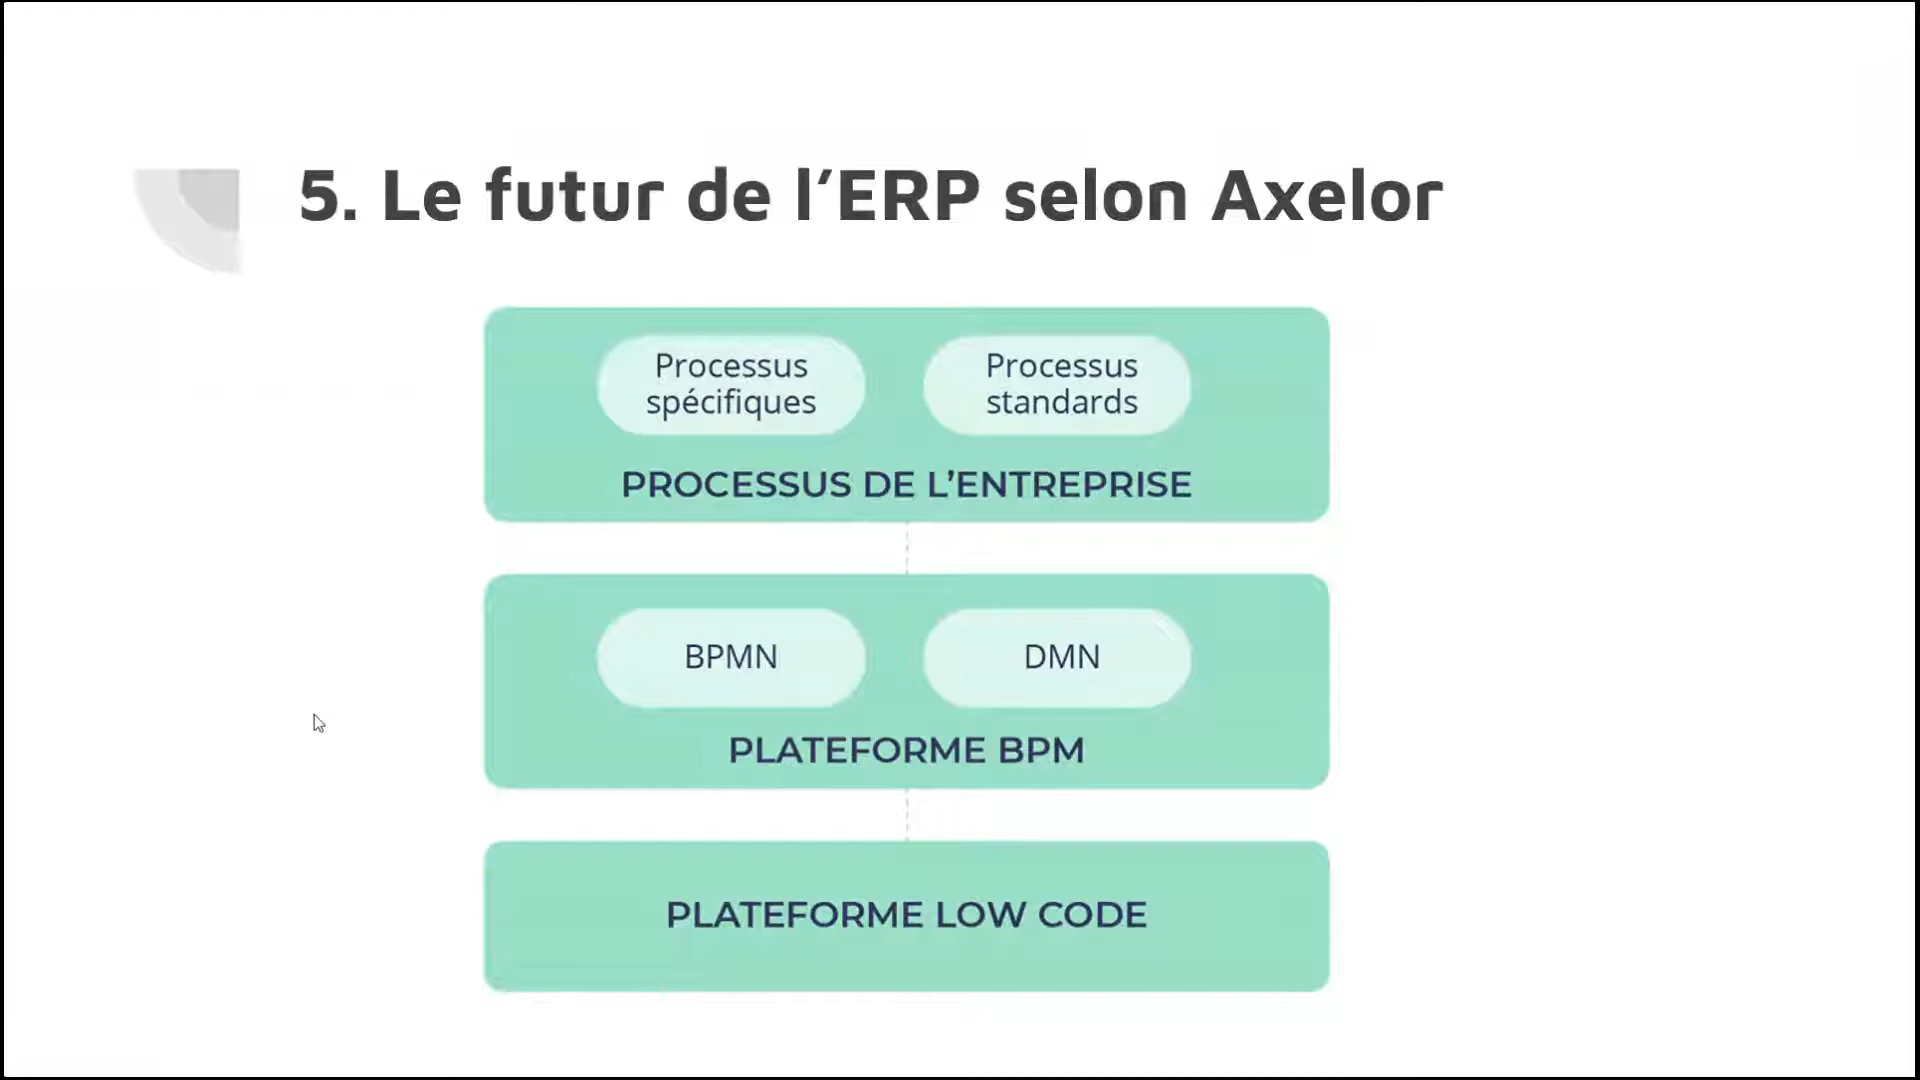 5. Le futur de l’ERP selon Axelor
Processus
spécifiques
Processus
standards
PROCESSUS DE L’ENTREPRISE
BPMN
DMN
PLATEFORME BPM
PLATEFORME LOW CODE